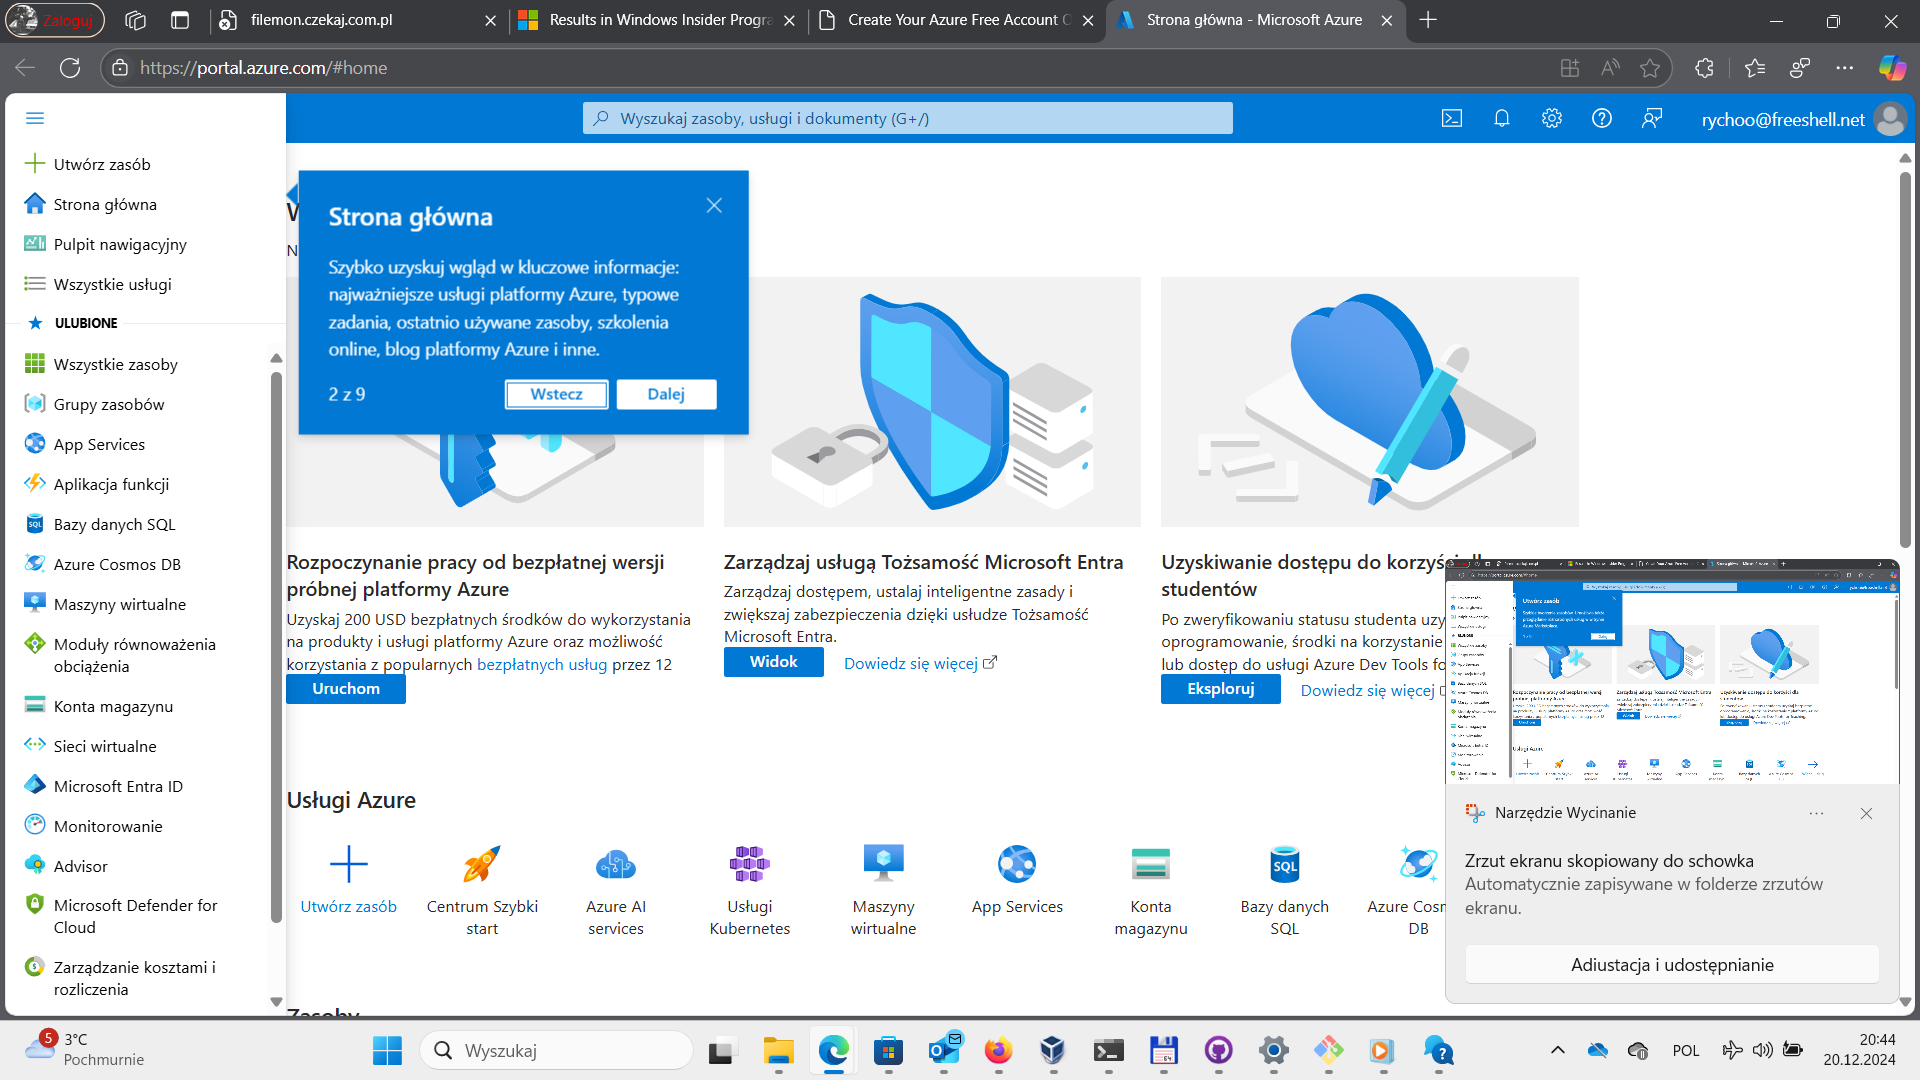 Zaloguj
filemon.czekaj.com.pl
Results in Windows Insider Progra
Create Your Azure Free Account O
Strona główna - Microsoft Azure
https://portal.azure.com/#home
Wyszukaj zasoby, usługi i dokumenty (G+/)
rychoo@freeshell.net
Utwórz zasób
Strona główna
Pulpit nawigacyjny
Wszystkie usługi
ULUBIONE
Wszystkie zasoby
Grupy zasobów
App Services
Aplikacja funkcji
Bazy danych SQL
Azure Cosmos DB
Maszyny wirtualne
Moduły równoważenia
obciążenia
Konta magazynu
Sieci wirtualne
Microsoft Entra ID
Monitorowanie
Advisor
Microsoft Defender for
Cloud
Zarządzanie kosztami i
rozliczenia
Strona główna
Szybko uzyskuj wgląd w kluczowe informacje:
najważniejsze usługi platformy Azure, typowe
zadania, ostatnio używane zasoby, szkolenia
online, blog platformy Azure i inne.
2 z 9
Wstecz
Dalej
Rozpoczynanie pracy od bezpłatnej wersji
próbnej platformy Azure
Uzyskaj 200 USD bezpłatnych środków do wykorzystania
na produkty i usługi platformy Azure oraz możliwość
korzystania z popularnych bezpłatnych usług przez 12
Uruchom
Zarządzaj usługą Tożsamość Microsoft Entra
Zarządzaj dostępem, ustalaj inteligentne zasady i
zwiększaj zabezpieczenia dzięki usłudze Tożsamość
Microsoft Entra.
Widok
Dowiedz się więcej
Uzyskiwanie dostępu do korzyści dla
studentów
Po zweryfikowaniu statusu studenta uzy
oprogramowanie, środki na korzystanie
lub dostęp do usługi Azure Dev Tools fo
Eksploruj
Dowiedz się więcej
Usługi Azure
Utwórz zasób
Centrum Szybki
start
Azure AI
services
Usługi
Kubernetes
Maszyny
wirtualne
App Services
Konta
magazynu
Bazy danych
SQL
Azure Cosm
DB
Zasoby
Narzędzie Wycinanie
Zrzut ekranu skopiowany do schowka
Automatycznie zapisywane w folderze zrzutów
ekranu.
Adiustacja i udostępnianie
5
3°C
Pochmurnie
Wyszukaj
POL
20:44
20.12.2024